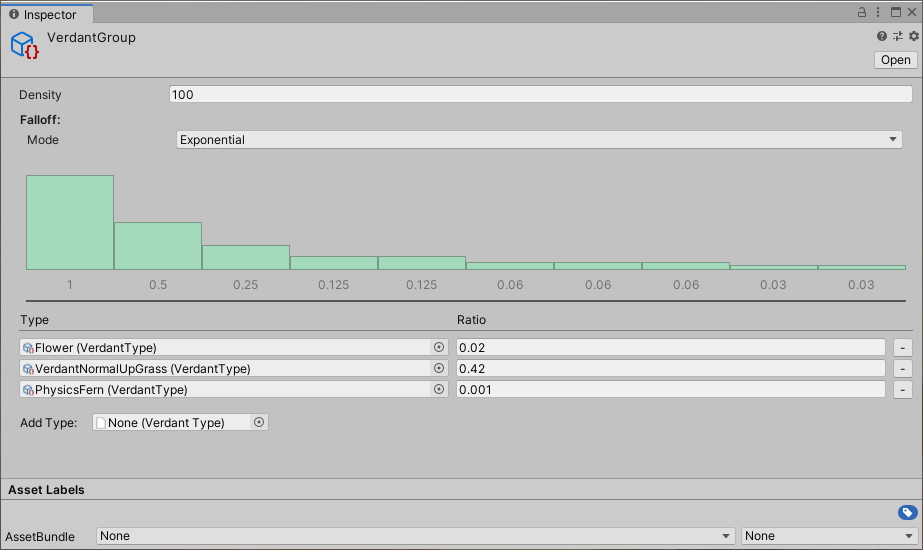 Inspector
VerdantGroup
Open
Density 100
Falloff:
Mode Exponential
1 0.5 0.25 0.125 0.125 0.06 0.06 0.06 0.03 0.03
Type Ratio
Flower (VerdantType) 0.02 -
VerdantNormalUpGrass (VerdantType) 0.42 -
PhysicsFern (VerdantType) 0.001 -
Add Type: None (Verdant Type)
Asset Labels
AssetBundle None None